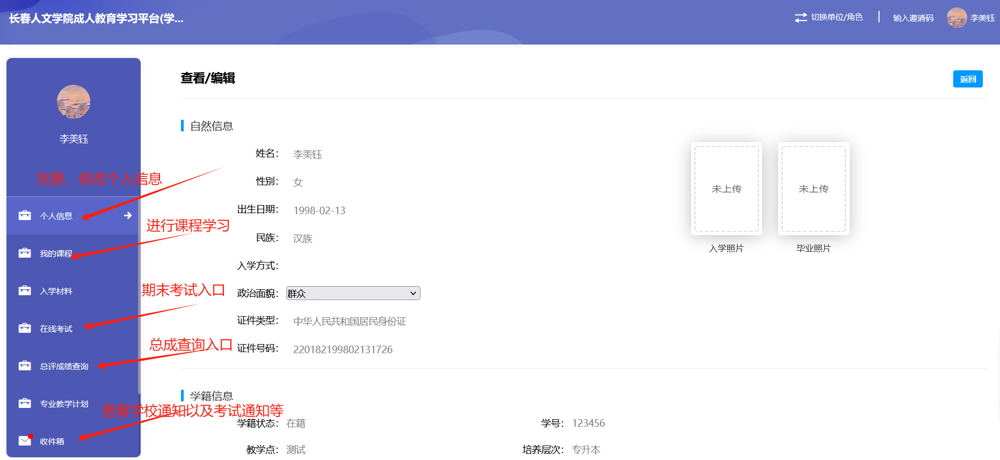 长春人文学院成人教育学习平台(学...
切换单位/角色
输入邀请码
李美钰
李美钰
完善、修改个人信息
个人信息
进行课程学习
我的课程
入学材料
期末考试入口
在线考试
总成查询入口
总评成绩查询
专业教学计划
查看学校通知以及考试通知等
收件箱
查看/编辑
返回
自然信息
姓名: 李美钰
性别: 女
出生日期: 1998-02-13
民族: 汉族
入学方式:
政治面貌: 群众
证件类型: 中华人民共和国居民身份证
证件号码: 220182199802131726
未上传
未上传
入学照片
毕业照片
学籍信息
学籍状态: 在籍
学号: 123456
教学点: 测试
培养层次: 专升本